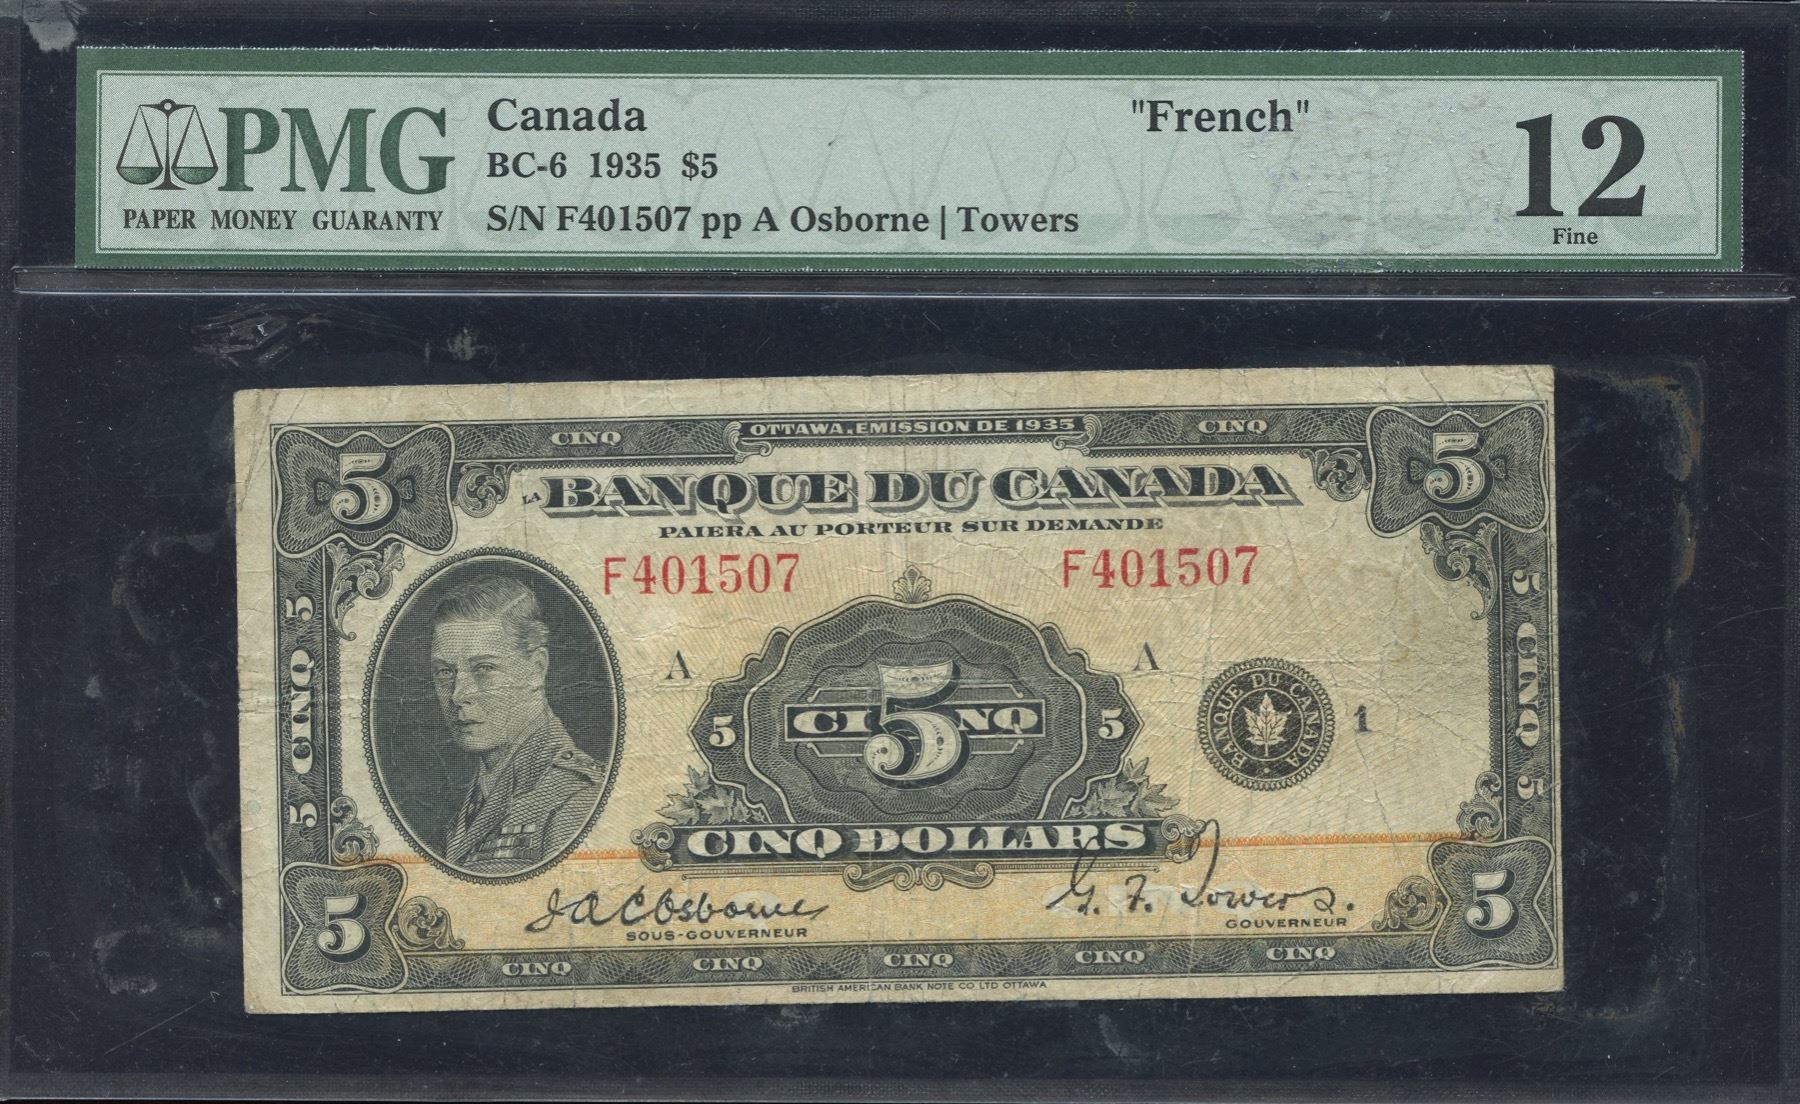 PMG
PAPER MONEY GUARANTY
Canada "French"
BC-6 1935 $5
S/N F401507 pp A Osborne | Towers
12
Fine
CINQ OTTAWA, EMISSION DE 1935 CINQ
5 5
LA BANQUE DU CANADA
PAIERA AU PORTEUR SUR DEMANDE
F401507 F401507
5 CINQ 5
5 CINQ 5
A A
5 CI5NQ 5
BANQUE DU CANADA
1
CINQ DOLLARS
5 5
J A C Osborne G. F. Towers.
SOUS-GOUVERNEUR GOUVERNEUR
CINQ CINQ CINQ CINQ CINQ
BRITISH AMERICAN BANK NOTE CO LTD OTTAWA